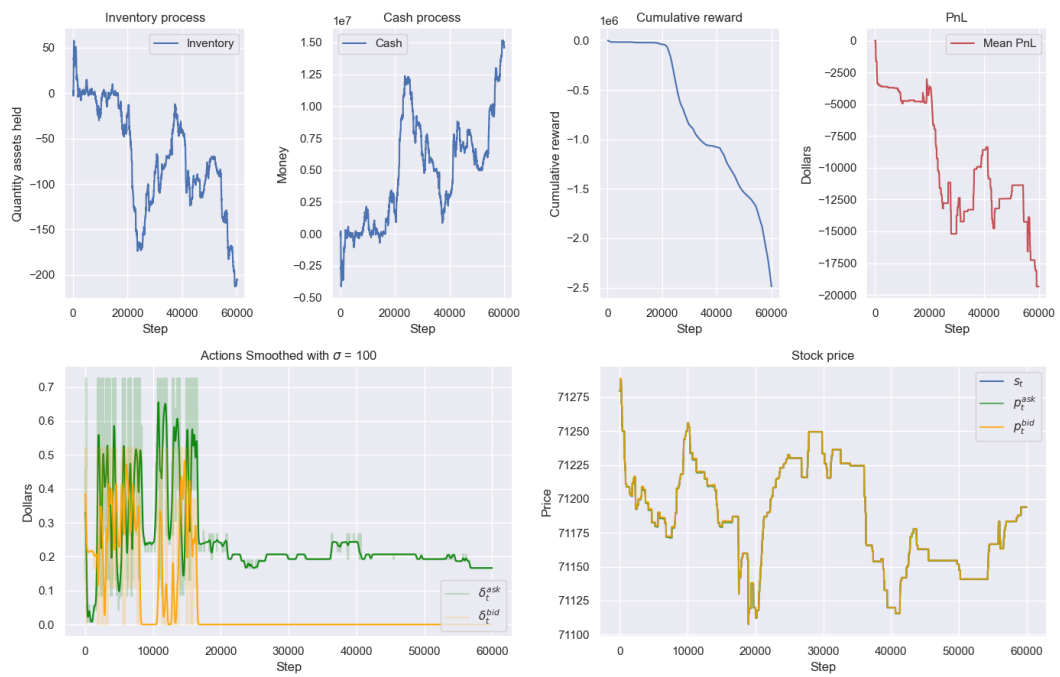 Inventory process
Quantity assets held
50
0
−50
−100
−150
−200
Inventory
0
20000
40000
60000
Step
Cash process
1e7
Money
1.50
1.25
1.00
0.75
0.50
0.25
0.00
−0.25
−0.50
Cash
0
20000
40000
60000
Step
Cumulative reward
1e6
Cumulative reward
0.0
−0.5
−1.0
−1.5
−2.0
−2.5
0
20000
40000
60000
Step
PnL
Dollars
0
−2500
−5000
−7500
−10000
−12500
−15000
−17500
−20000
Mean PnL
0
20000
40000
60000
Step
Actions Smoothed with σ = 100
Dollars
0.7
0.6
0.5
0.4
0.3
0.2
0.1
0.0
δ_t^ask
δ_t^bid
0
10000
20000
30000
40000
50000
60000
Step
Stock price
Price
71275
71250
71225
71200
71175
71150
71125
71100
s_t
p_t^ask
p_t^bid
0
10000
20000
30000
40000
50000
60000
Step